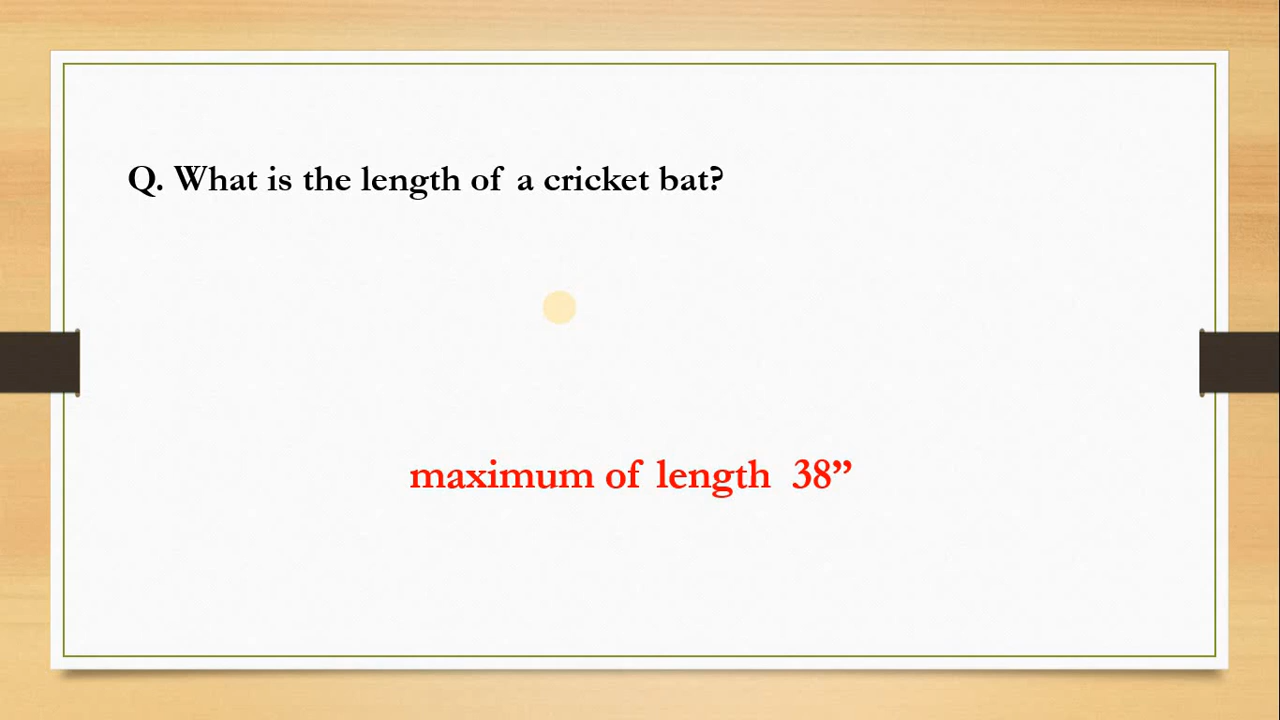 Q. What is the length of a cricket bat?
maximum of length 38”